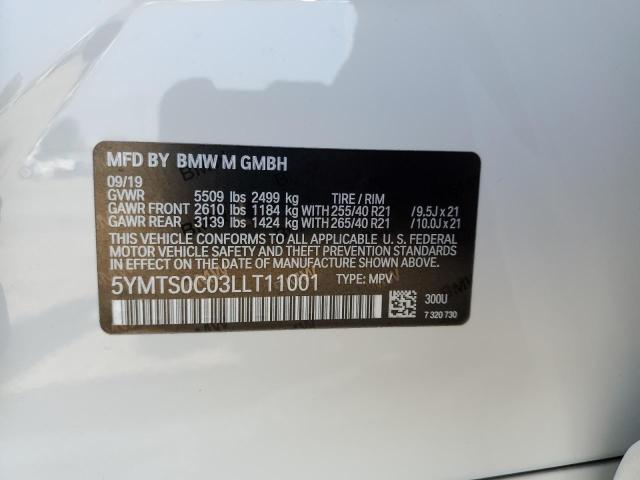 MFD BY BMW M GMBH
09/19
GVWR 5509 lbs 2499 kg TIRE / RIM
GAWR FRONT 2610 lbs 1184 kg WITH 255/40 R21 / 9.5J x 21
GAWR REAR 3139 lbs 1424 kg WITH 265/40 R21 / 10.0J x 21
THIS VEHICLE CONFORMS TO ALL APPLICABLE U. S. FEDERAL
MOTOR VEHICLE SAFETY AND THEFT PREVENTION STANDARDS
IN EFFECT ON THE DATE OF MANUFACTURE SHOWN ABOVE.
5YMTS0C03LLT11001 TYPE: MPV
300U
7 320 730